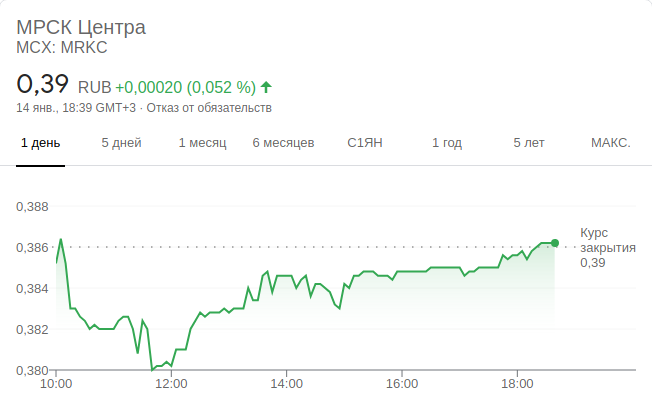 МРСК Центра
MCX: MRKC
0,39 RUB +0,00020 (0,052 %)
14 янв., 18:39 GMT+3 · Отказ от обязательств
1 день 5 дней 1 месяц 6 месяцев С1ЯН 1 год 5 лет МАКС.
0,388
Курс
0,386 закрытия
0,39
0,384
0,382
0,380
10:00 12:00 14:00 16:00 18:00